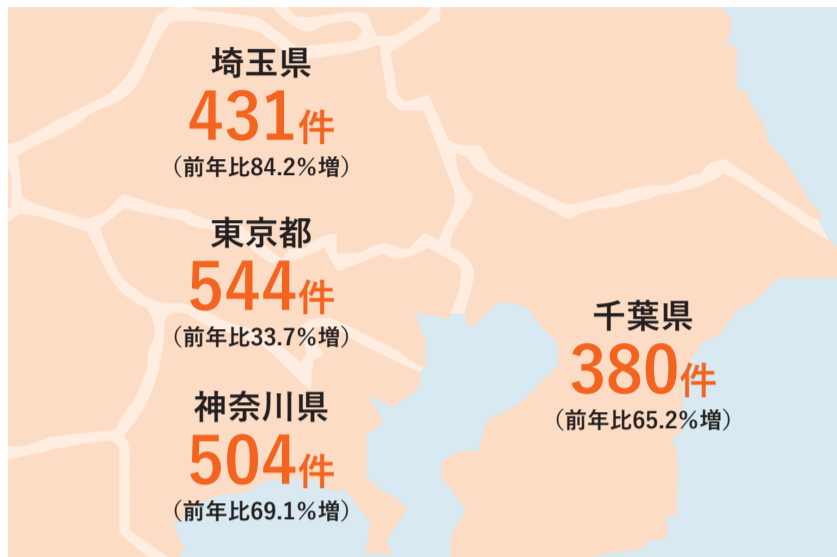 埼玉県
431件
（前年比84.2%増）
東京都
544件
（前年比33.7%増）
千葉県
380件
（前年比65.2%増）
神奈川県
504件
（前年比69.1%増）